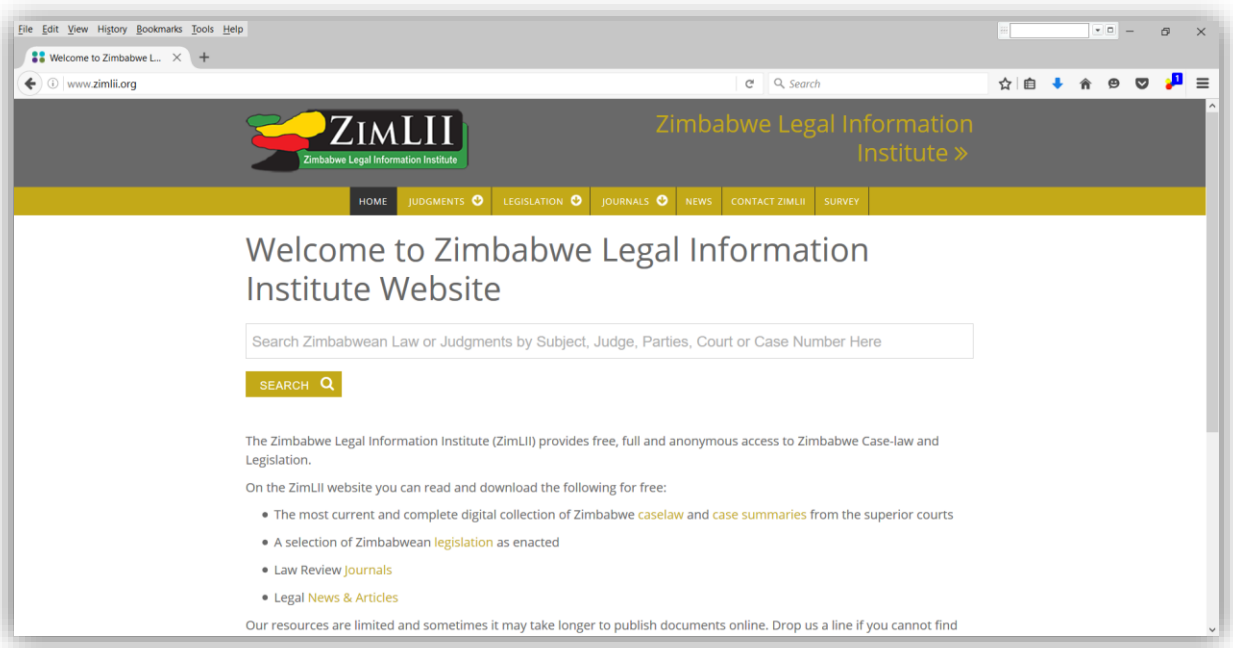 File Edit View History Bookmarks Tools Help
Welcome to Zimbabwe L...
www.zimlii.org
Search
1
ZIMLII
Zimbabwe Legal Information Institute
Zimbabwe Legal Information
Institute »
HOME JUDGMENTS LEGISLATION JOURNALS NEWS CONTACT ZIMLII SURVEY
Welcome to Zimbabwe Legal Information
Institute Website
Search Zimbabwean Law or Judgments by Subject, Judge, Parties, Court or Case Number Here
SEARCH
The Zimbabwe Legal Information Institute (ZimLII) provides free, full and anonymous access to Zimbabwe Case-law and
Legislation.
On the ZimLII website you can read and download the following for free:
• The most current and complete digital collection of Zimbabwe caselaw and case summaries from the superior courts
• A selection of Zimbabwean legislation as enacted
• Law Review Journals
• Legal News & Articles
Our resources are limited and sometimes it may take longer to publish documents online. Drop us a line if you cannot find